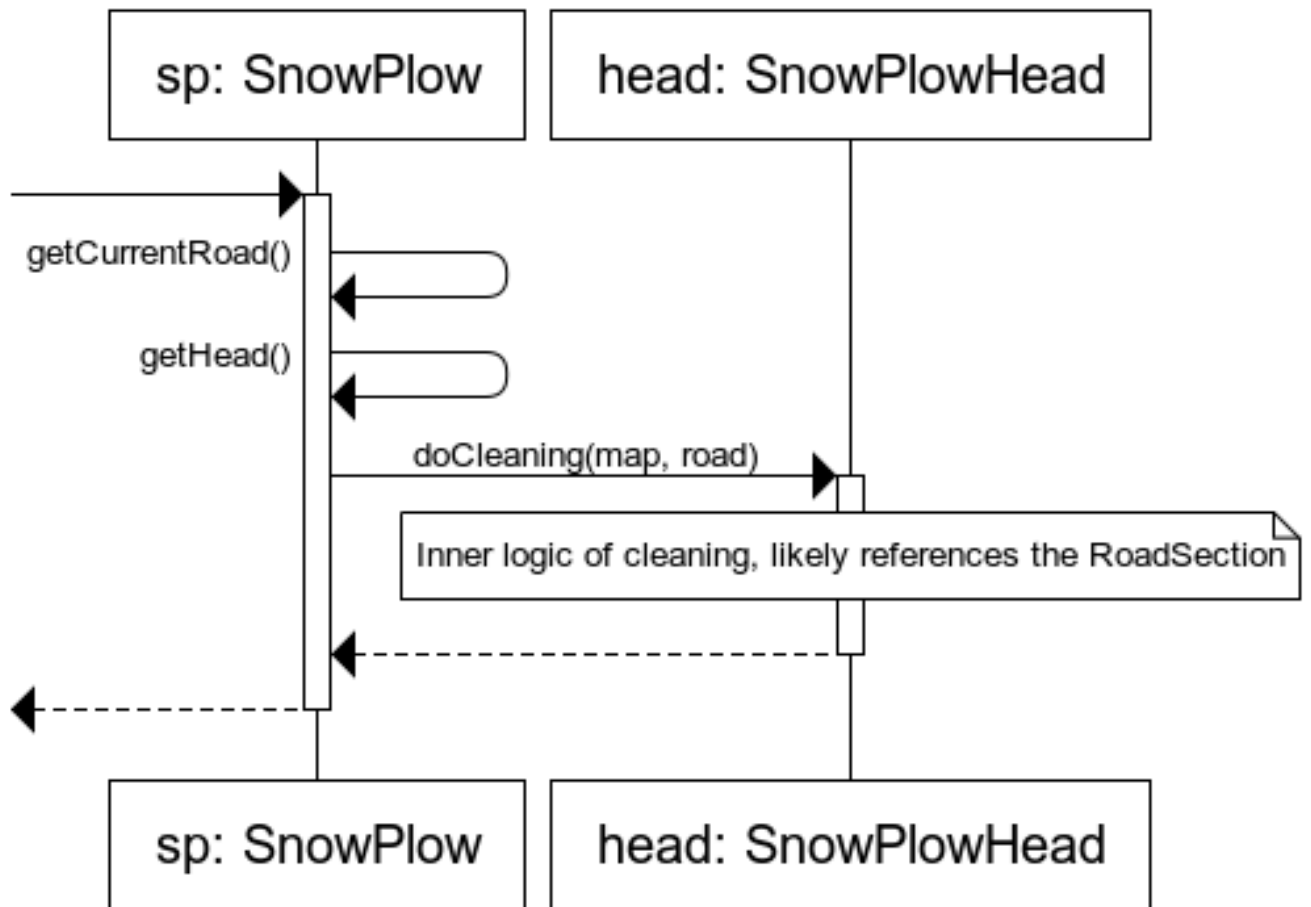 sp: SnowPlow
head: SnowPlowHead
getCurrentRoad()
getHead()
doCleaning(map, road)
Inner logic of cleaning, likely references the RoadSection
sp: SnowPlow
head: SnowPlowHead